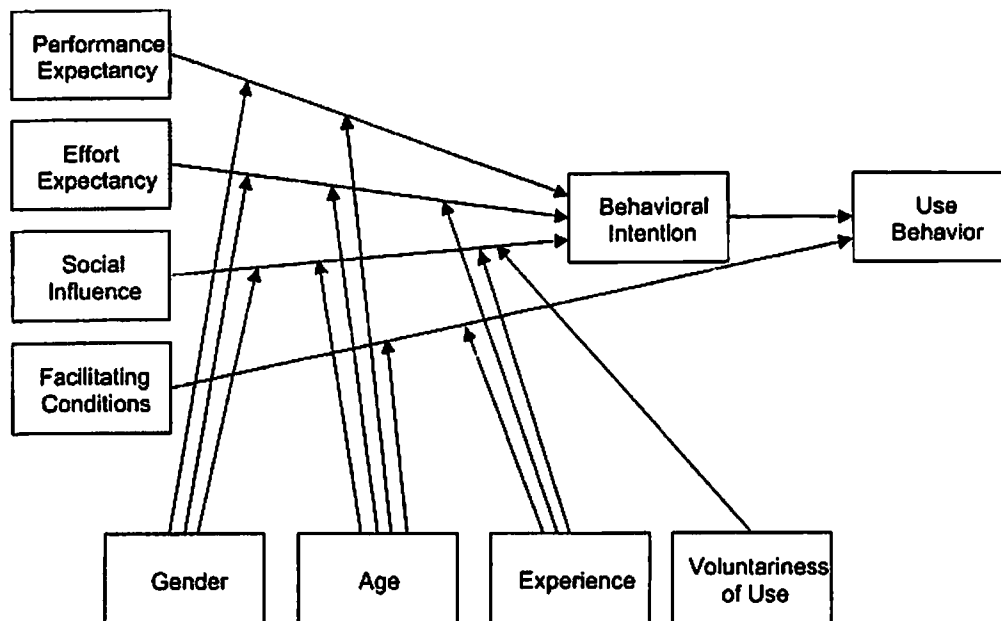 Performance
Expectancy
Effort
Expectancy
Social
Influence
Facilitating
Conditions
Behavioral
Intention
Use
Behavior
Gender
Age
Experience
Voluntariness
of Use